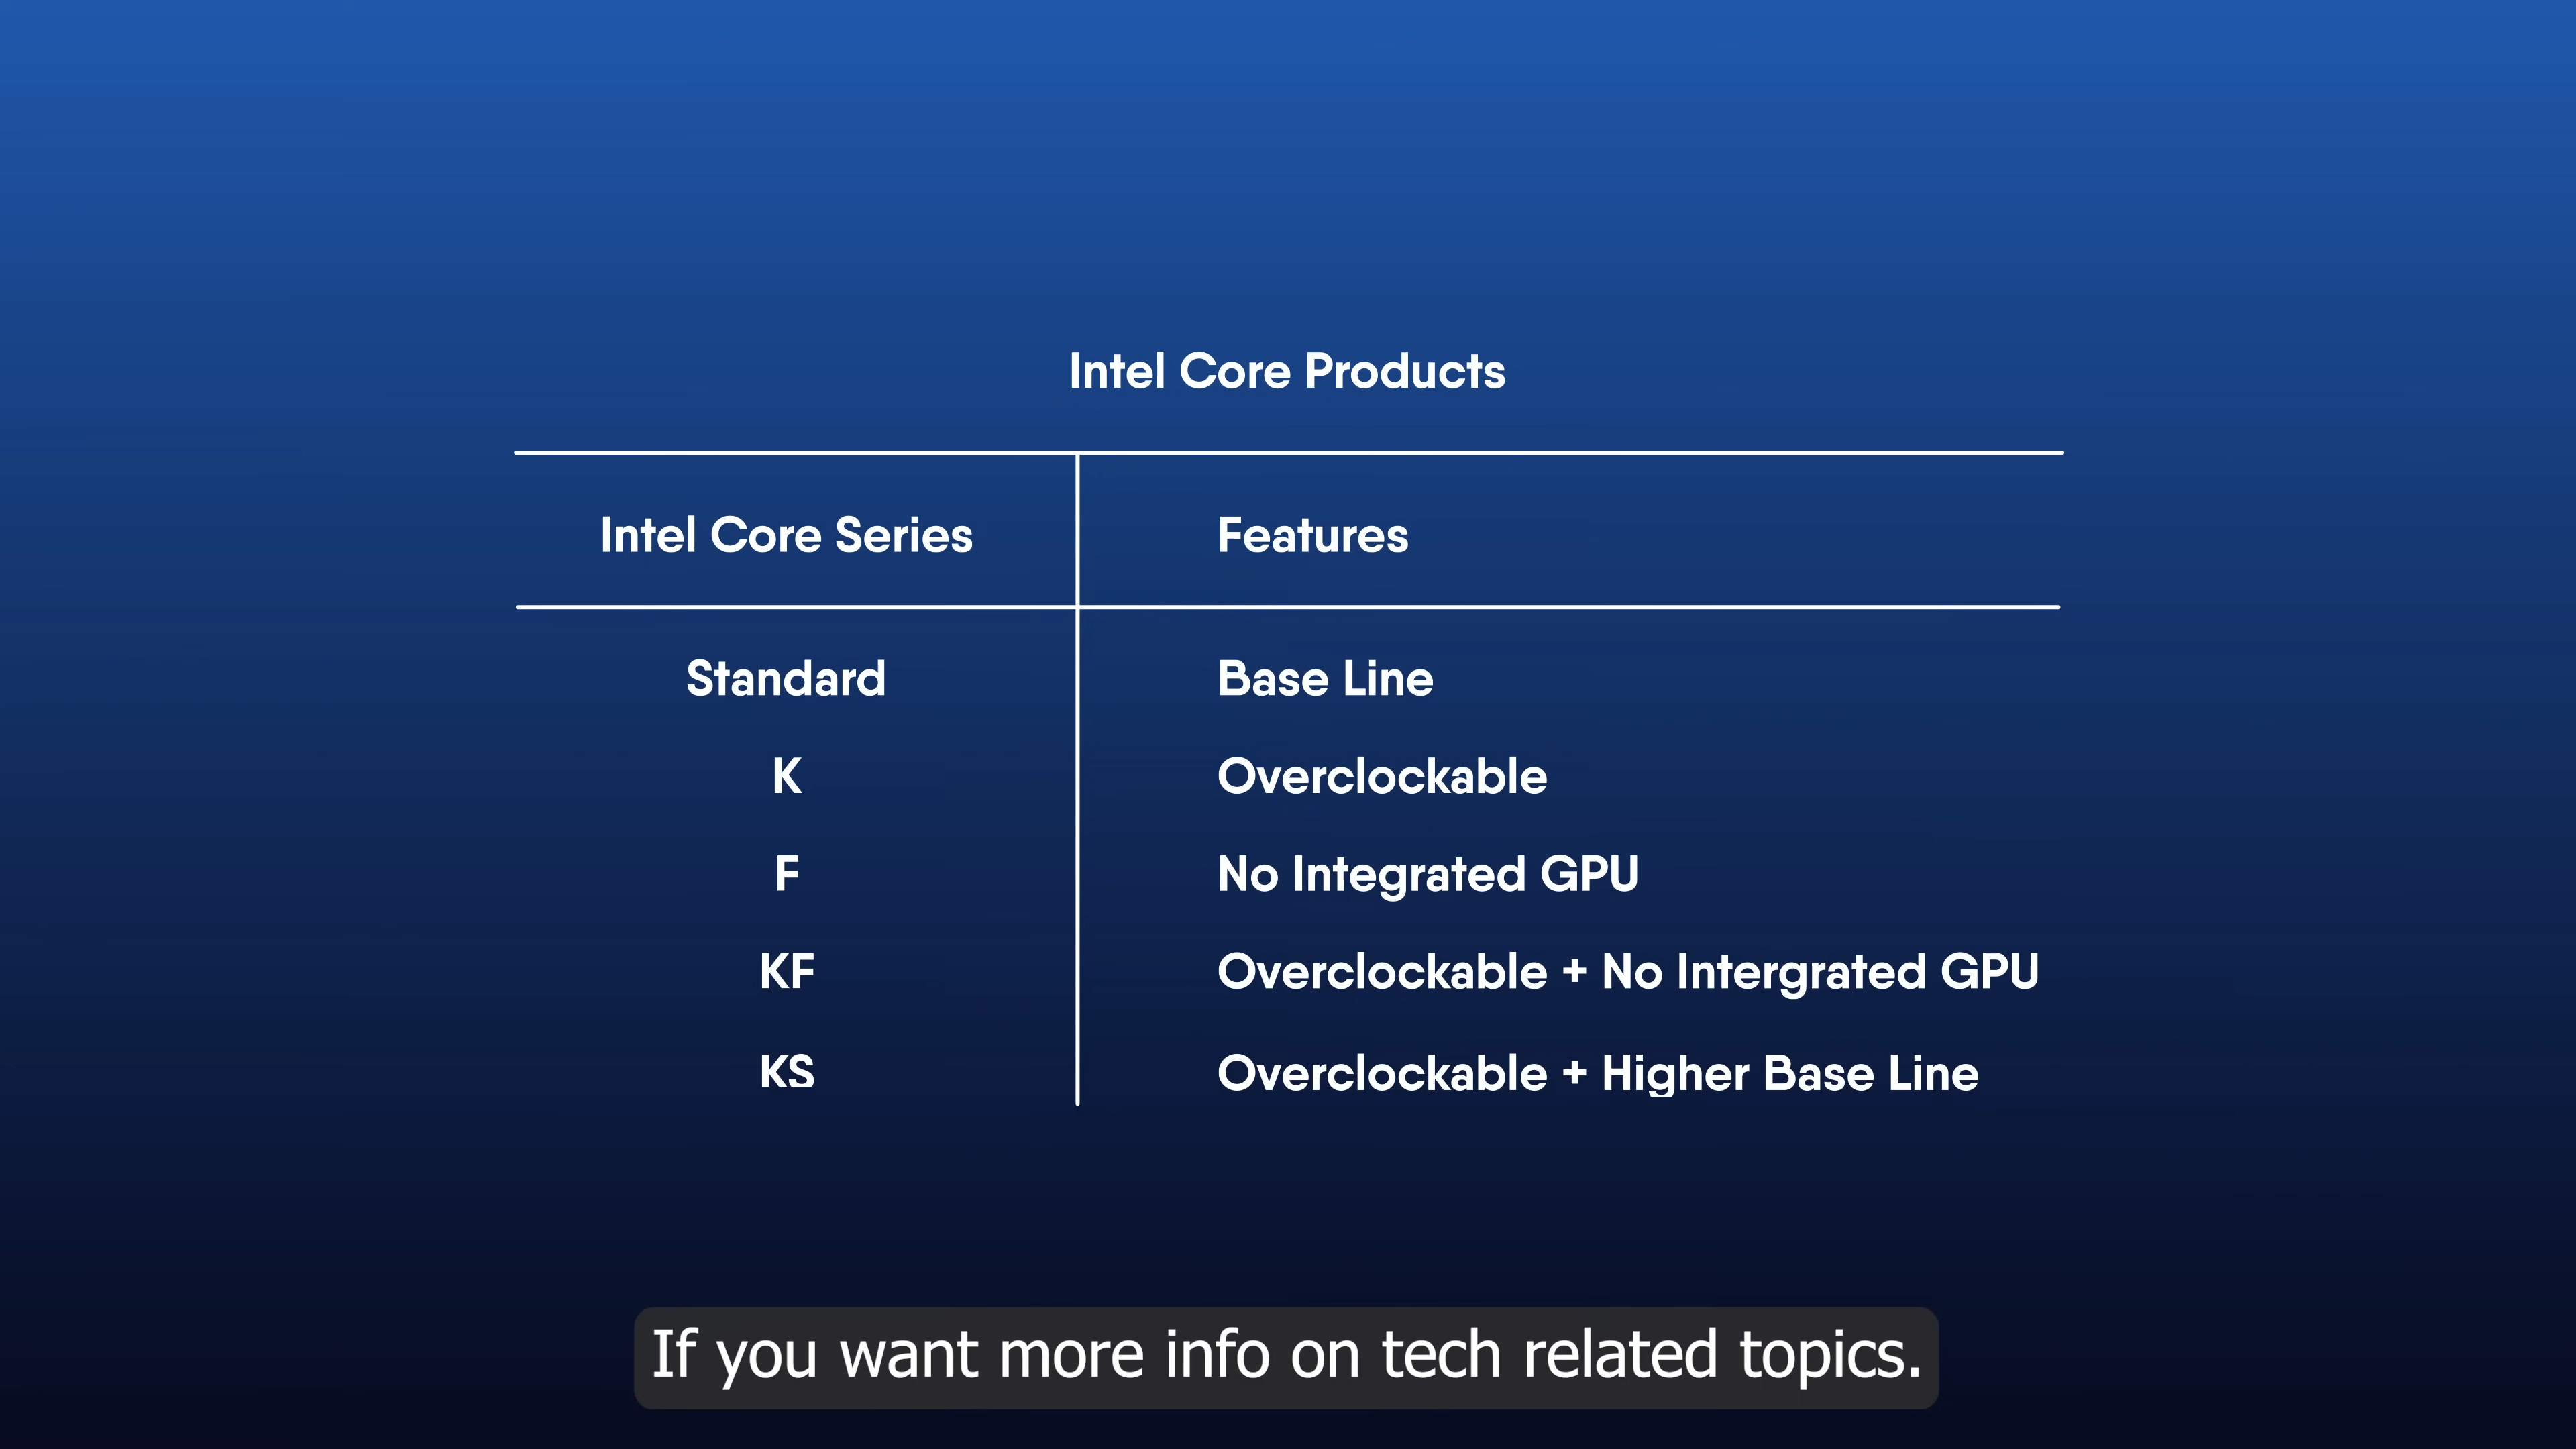 Intel Core Products
Intel Core Series Features
Standard Base Line
K Overclockable
F No Integrated GPU
KF Overclockable + No Intergrated GPU
KS Overclockable + Higher Base Line
If you want more info on tech related topics.